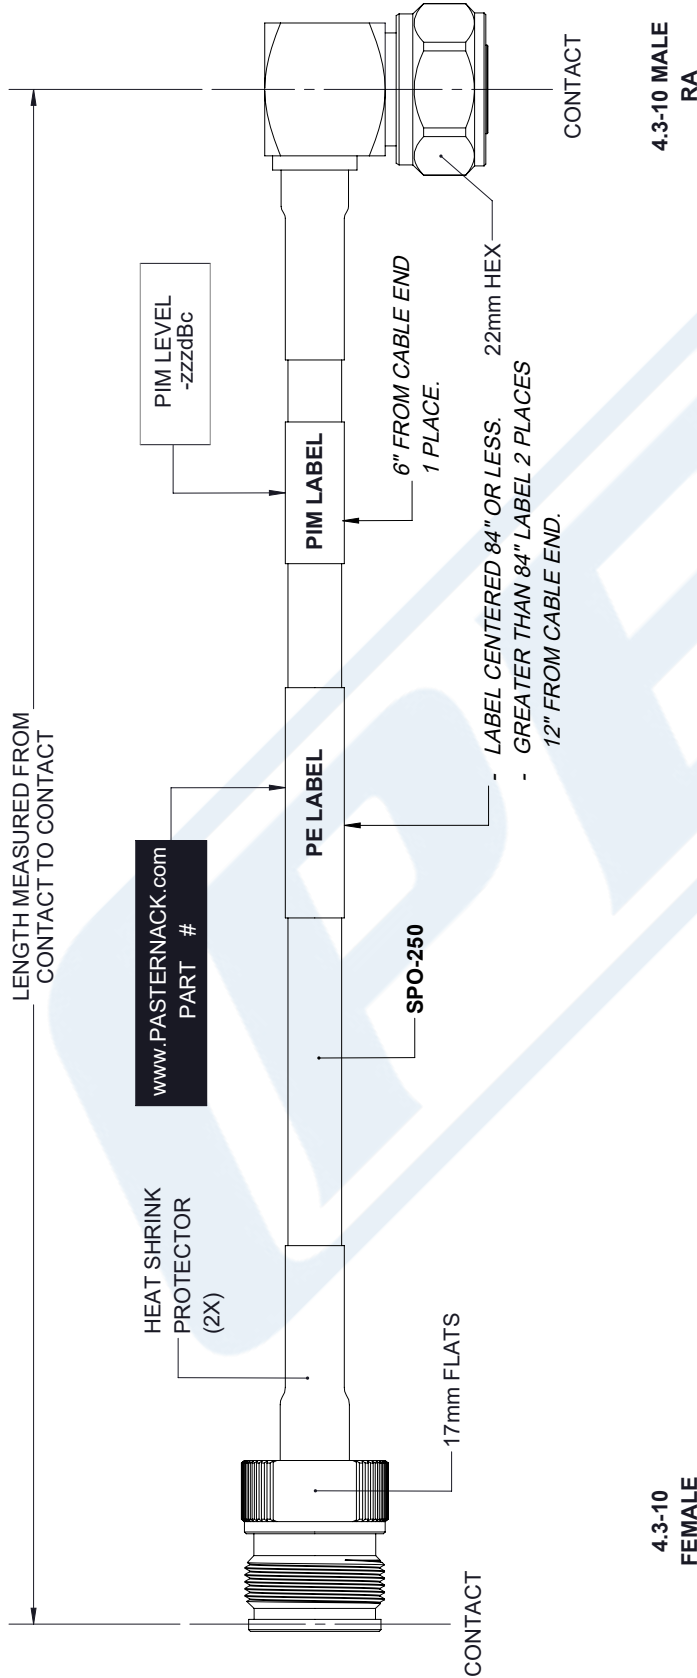 LENGTH MEASURED FROM
CONTACT TO CONTACT
HEAT SHRINK
PROTECTOR
(2X)
www.PASTERNACK.com
PART #
PIM LEVEL
-zzzdBc
PE LABEL
PIM LABEL
17mm FLATS
SPO-250
6" FROM CABLE END
1 PLACE.
- LABEL CENTERED 84" OR LESS.
- GREATER THAN 84" LABEL 2 PLACES
12" FROM CABLE END.
22mm HEX
CONTACT
CONTACT
4.3-10
FEMALE
4.3-10 MALE
RA